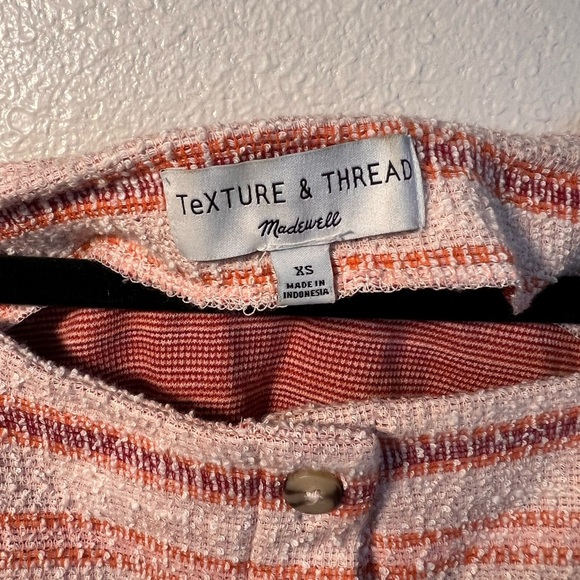 TeXTURE & THREAD
Madewell
XS
MADE IN
INDONESIA